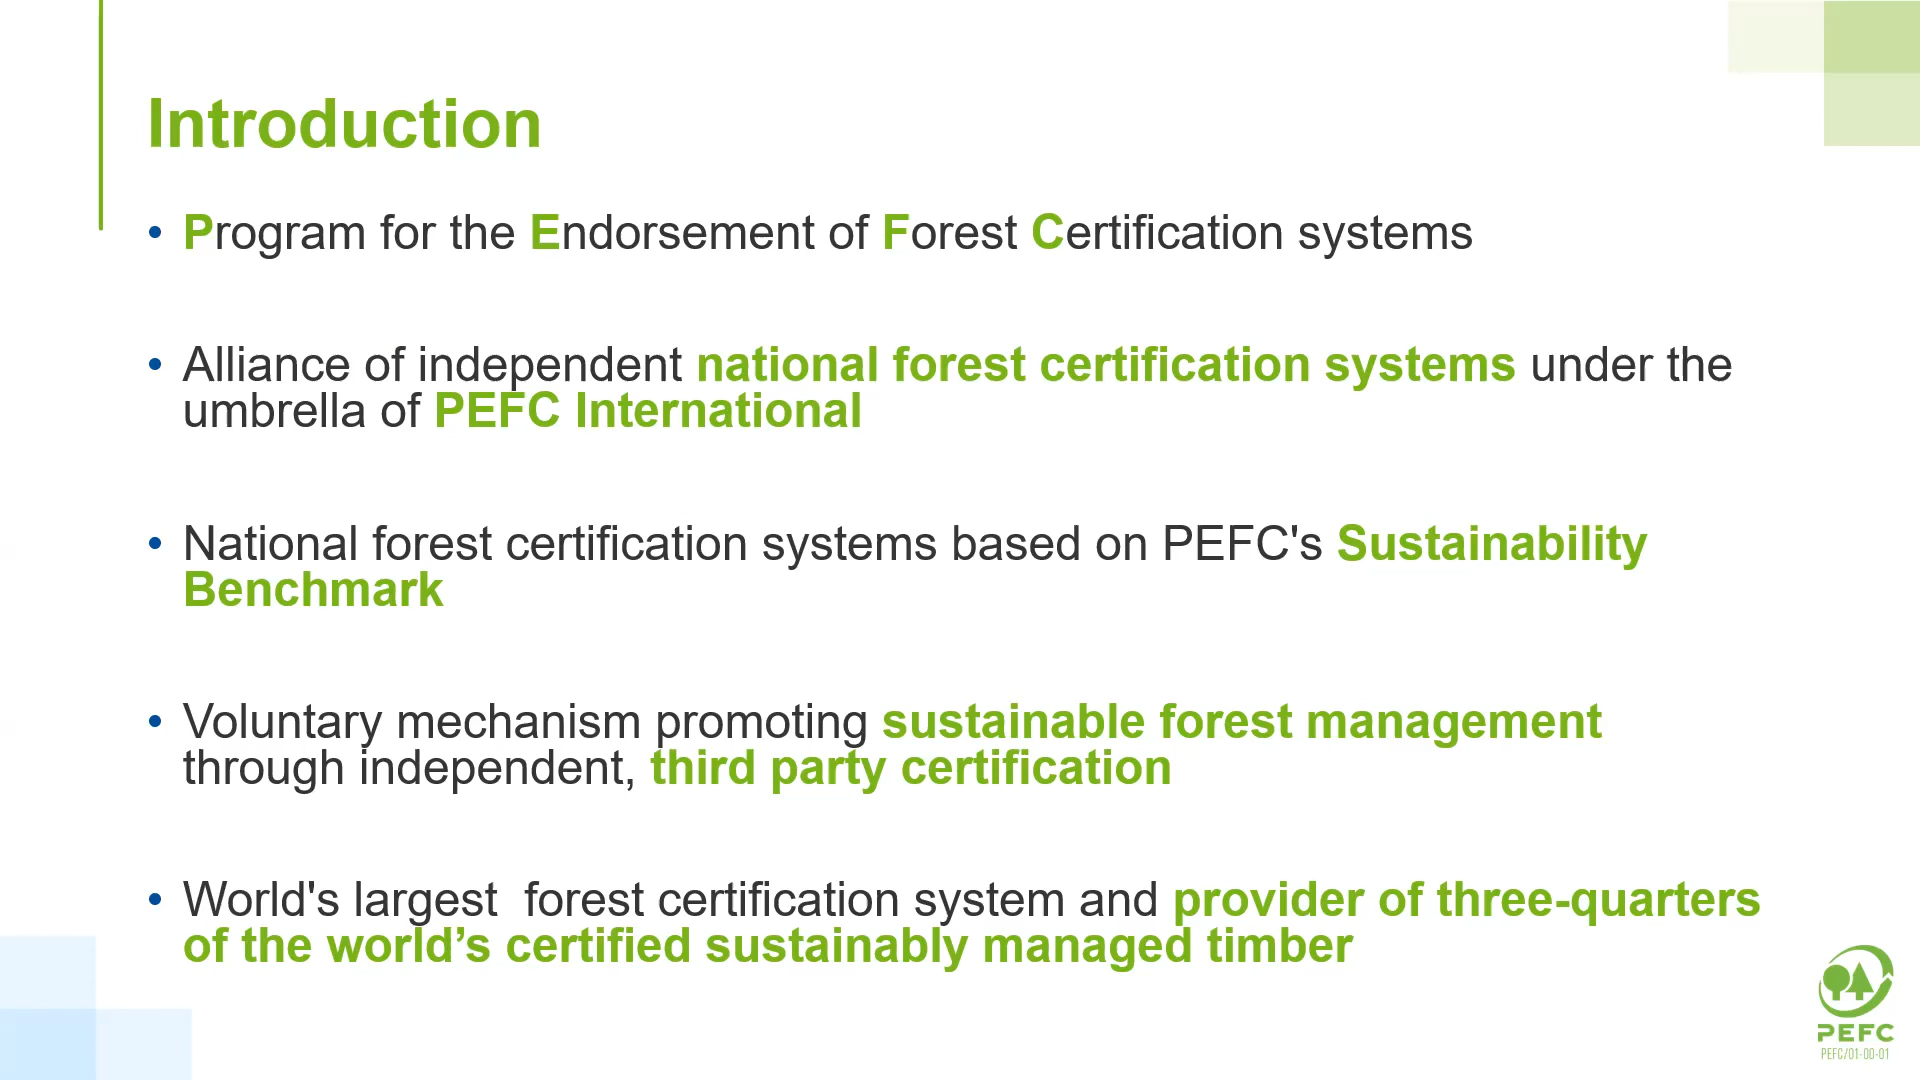 Introduction
• Program for the Endorsement of Forest Certification systems
• Alliance of independent national forest certification systems under the
umbrella of PEFC International
• National forest certification systems based on PEFC's Sustainability
Benchmark
• Voluntary mechanism promoting sustainable forest management
through independent, third party certification
• World's largest  forest certification system and provider of three-quarters
of the world’s certified sustainably managed timber
PEFC
PEFC/01-00-01